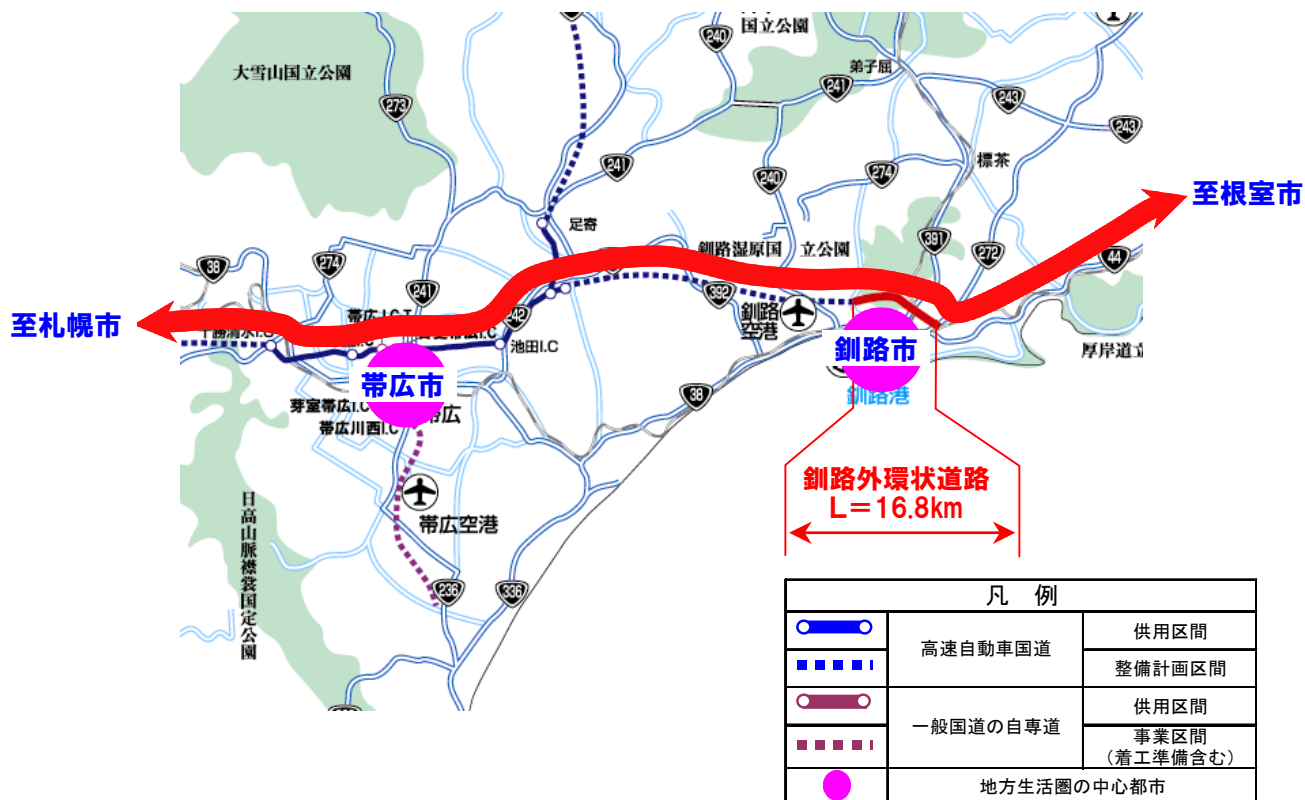 国立公園
240
大雪山国立公園
弟子屈
241
273
243
243
241
標茶
240
274
至根室市
足寄
391
釧路湿原国立公園
272
44
38
274
241
392
釧路
空港
242
至札幌市
十勝清水I.C
池田I.C
釧路市
厚岸道立
帯広市
釧路港
38
芽室帯広I.C
帯広
帯広川西I.C
釧路外環状道路
L=16.8km
日高山脈襟裳国定公園
帯広空港
236
336
凡 例
高速自動車国道
供用区間
整備計画区間
一般国道の自専道
供用区間
事業区間
(着工準備含む)
地方生活圏の中心都市